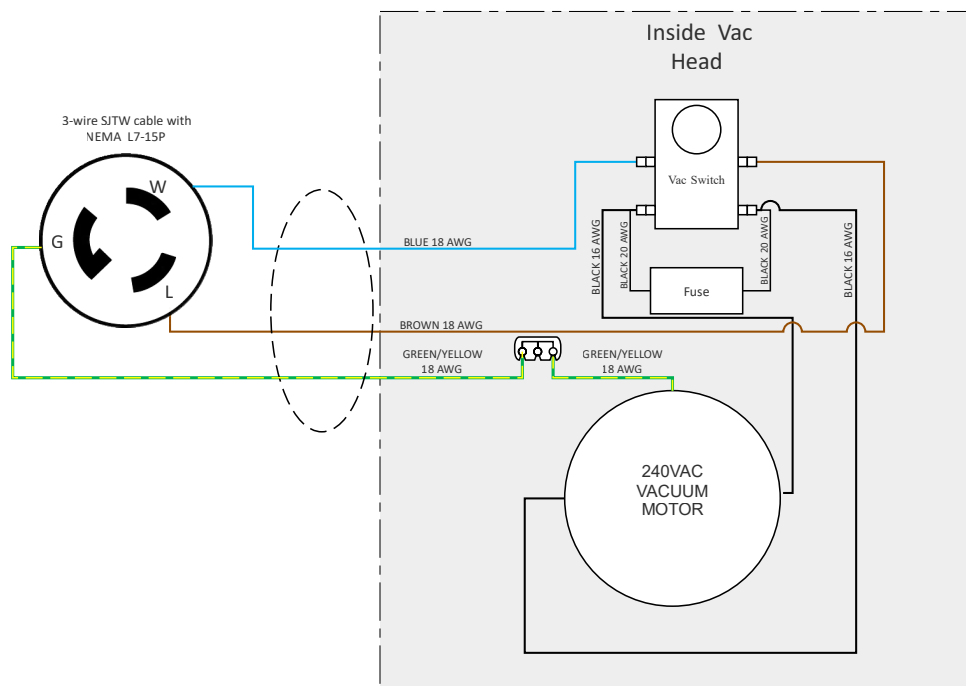 Inside Vac
Head
3-wire SJTW cable with
NEMA L7-15P
W
G
L
Vac Switch
BLUE 18 AWG
BLACK 16 AWG
BLACK 20 AWG
BLACK 20 AWG
BLACK 16 AWG
Fuse
BROWN 18 AWG
GREEN/YELLOW
18 AWG
GREEN/YELLOW
18 AWG
240VAC
VACUUM
MOTOR